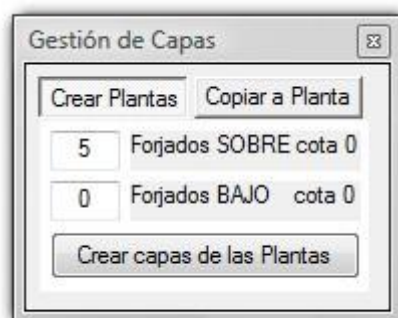 Gestión de Capas
Crear Plantas Copiar a Planta
5 Forjados SOBRE cota 0
0 Forjados BAJO cota 0
Crear capas de las Plantas